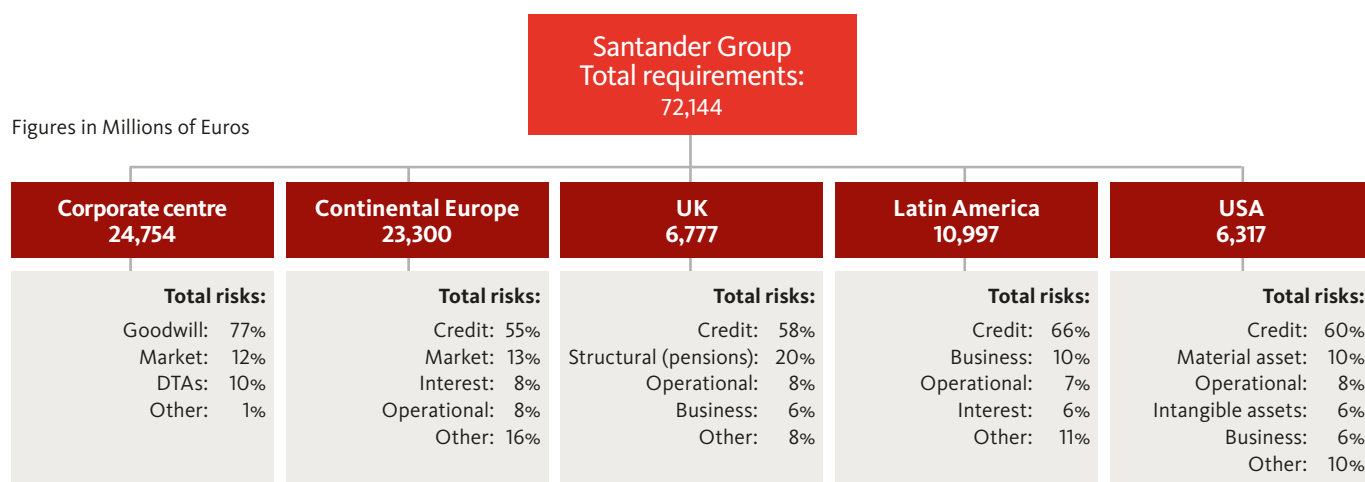 Santander Group
Total requirements:
72,144
Figures in Millions of Euros
Corporate centre
24,754
Total risks:
Goodwill: 77%
Market: 12%
DTAs: 10%
Other: 1%
Continental Europe
23,300
Total risks:
Credit: 55%
Market: 13%
Interest: 8%
Operational: 8%
Other: 16%
UK
6,777
Total risks:
Credit: 58%
Structural (pensions): 20%
Operational: 8%
Business: 6%
Other: 8%
Latin America
10,997
Total risks:
Credit: 66%
Business: 10%
Operational: 7%
Interest: 6%
Other: 11%
USA
6,317
Total risks:
Credit: 60%
Material asset: 10%
Operational: 8%
Intangible assets: 6%
Business: 6%
Other: 10%